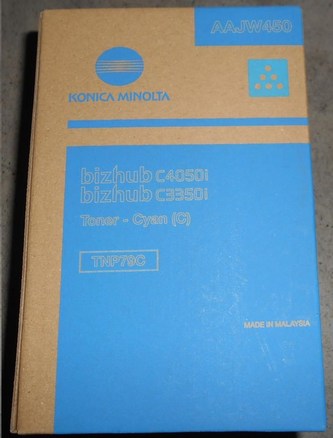 AAJW450
KONICA MINOLTA
bizhub C4050i
bizhub C3350i
Toner - Cyan (C)
TNP79C
MADE IN MALAYSIA